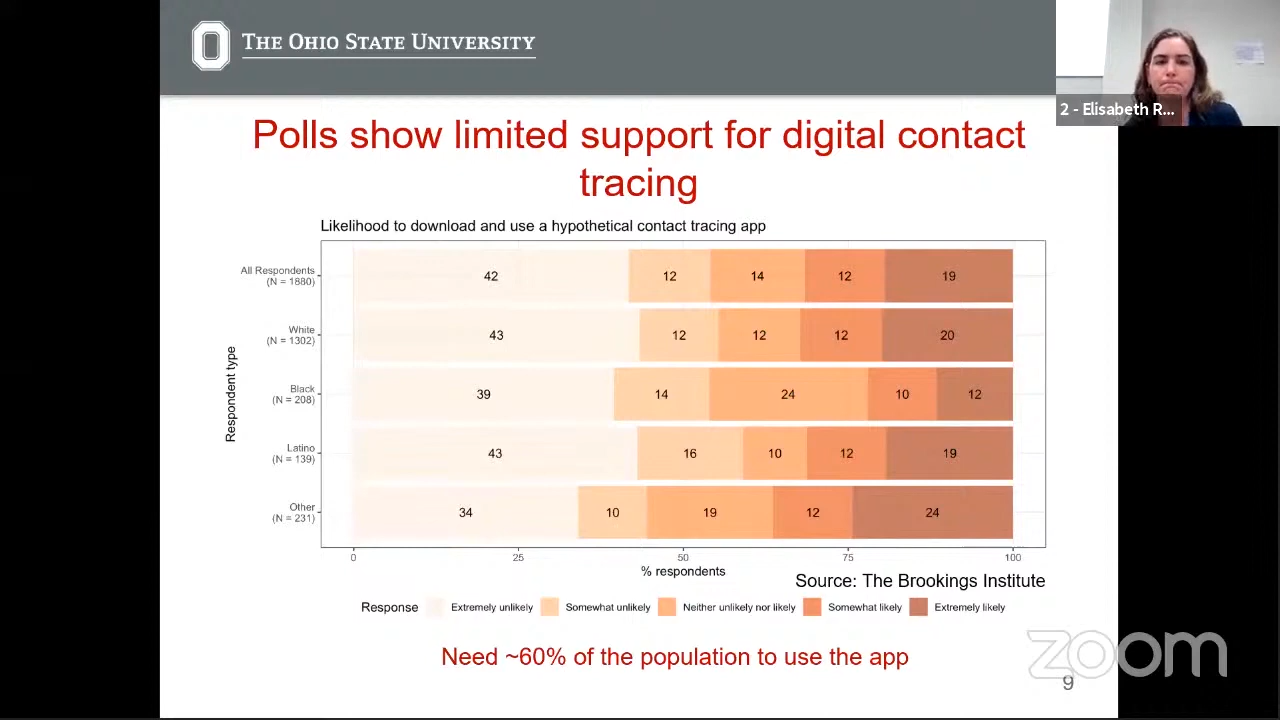 THE OHIO STATE UNIVERSITY
2 - Elisabeth R...
Polls show limited support for digital contact
tracing
Likelihood to download and use a hypothetical contact tracing app
Respondent type
All Respondents
(N = 1880)
42 12 14 12 19
White
(N = 1302)
43 12 12 12 20
Black
(N = 208)
39 14 24 10 12
Latino
(N = 139)
43 16 10 12 19
Other
(N = 231)
34 10 19 12 24
0 25 50 75 100
% respondents
Source: The Brookings Institute
Response Extremely unlikely Somewhat unlikely Neither unlikely nor likely Somewhat likely Extremely likely
Need ~60% of the population to use the app
zoom
9